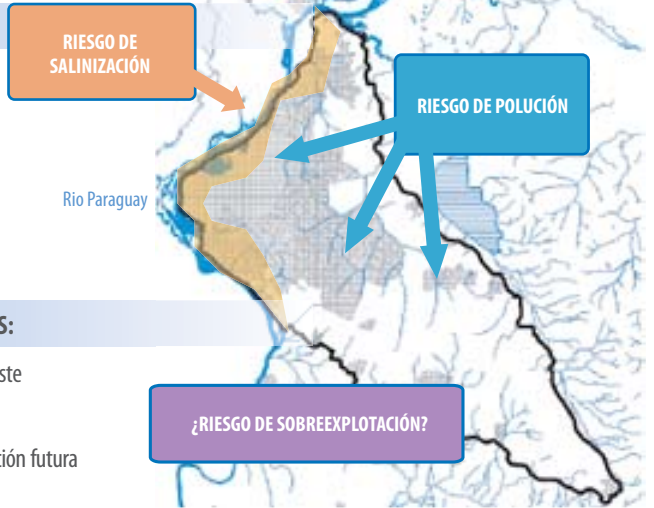 RIESGO DE
SALINIZACIÓN
RIESGO DE POLUCIÓN
Rio Paraguay
S:
ste
¿RIESGO DE SOBREEXPLOTACIÓN?
ción futura